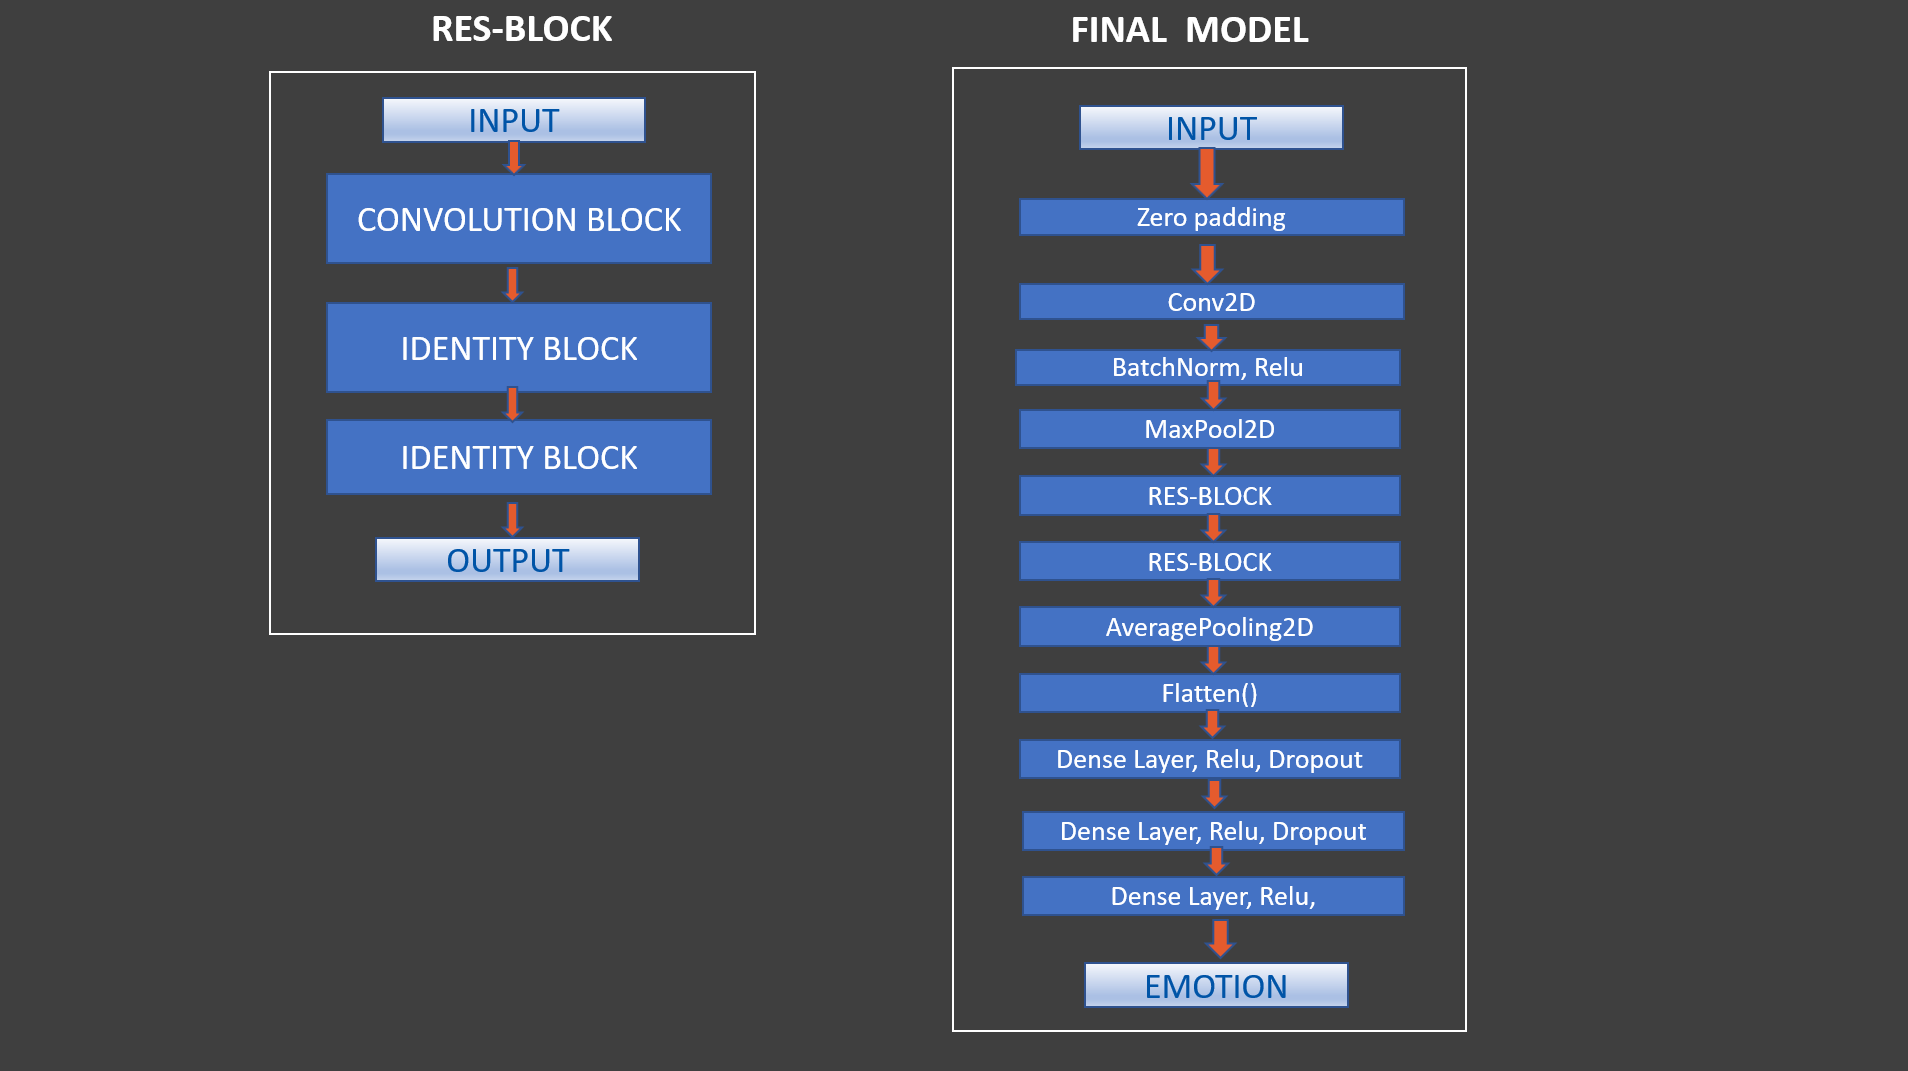 RES-BLOCK
INPUT
CONVOLUTION BLOCK
IDENTITY BLOCK
IDENTITY BLOCK
OUTPUT
FINAL MODEL
INPUT
Zero padding
Conv2D
BatchNorm, Relu
MaxPool2D
RES-BLOCK
RES-BLOCK
AveragePooling2D
Flatten()
Dense Layer, Relu, Dropout
Dense Layer, Relu, Dropout
Dense Layer, Relu,
EMOTION